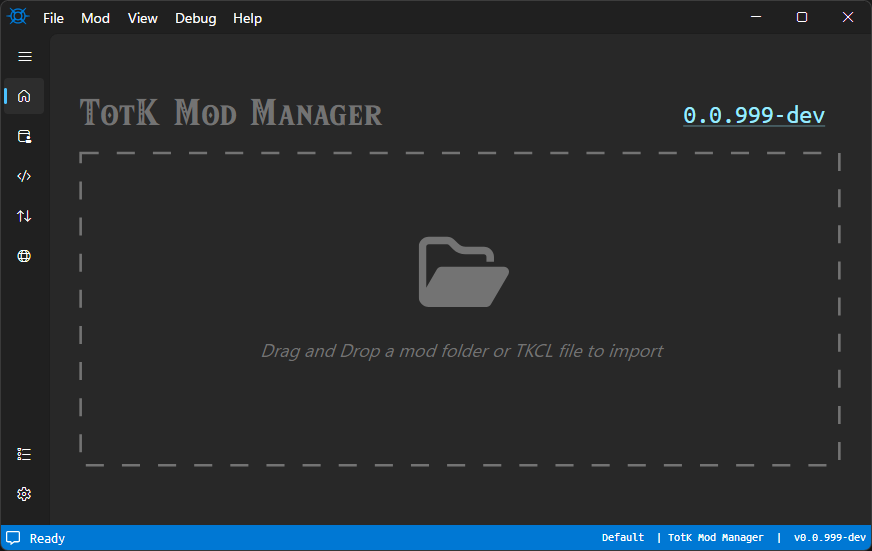 File Mod View Debug Help
TotK Mod Manager
0.0.999-dev
Drag and Drop a mod folder or TKCL file to import
Ready
Default | TotK Mod Manager | v0.0.999-dev